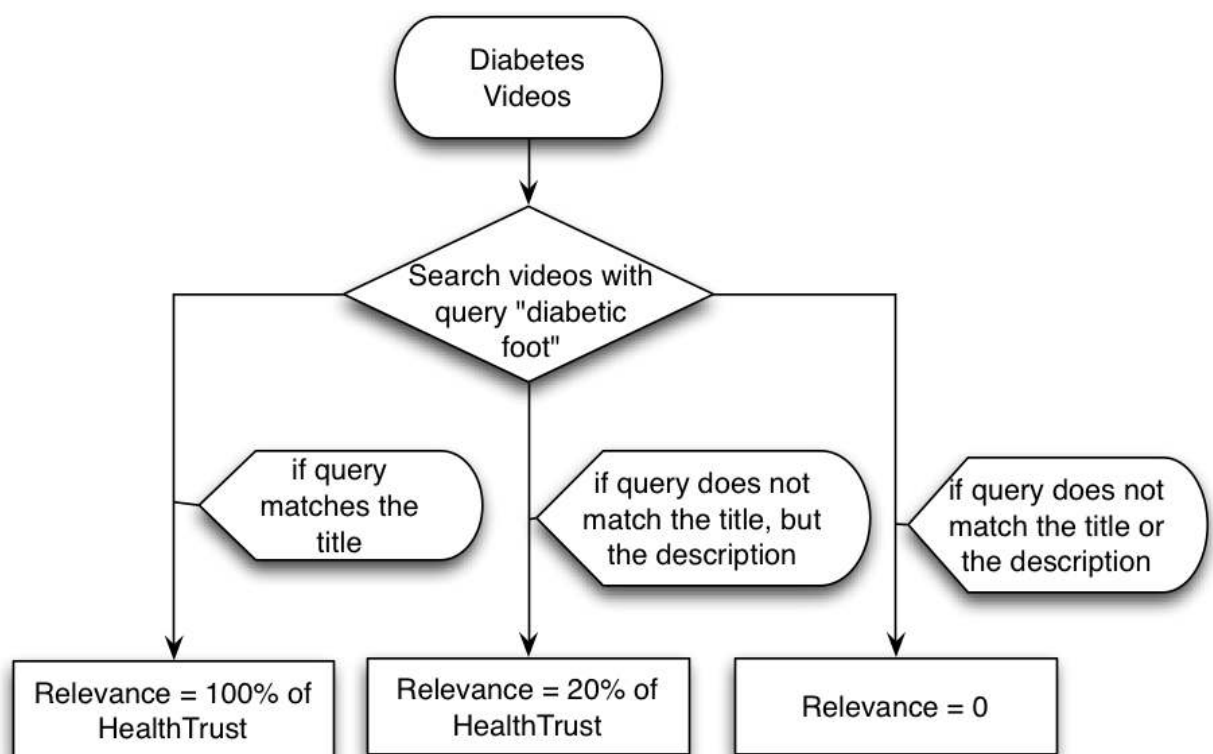 Diabetes
Videos
Search videos with
query "diabetic
foot"
if query
matches the
title
if query does not
match the title, but
the description
if query does not
match the title or
the description
Relevance = 100% of
HealthTrust
Relevance = 20% of
HealthTrust
Relevance = 0